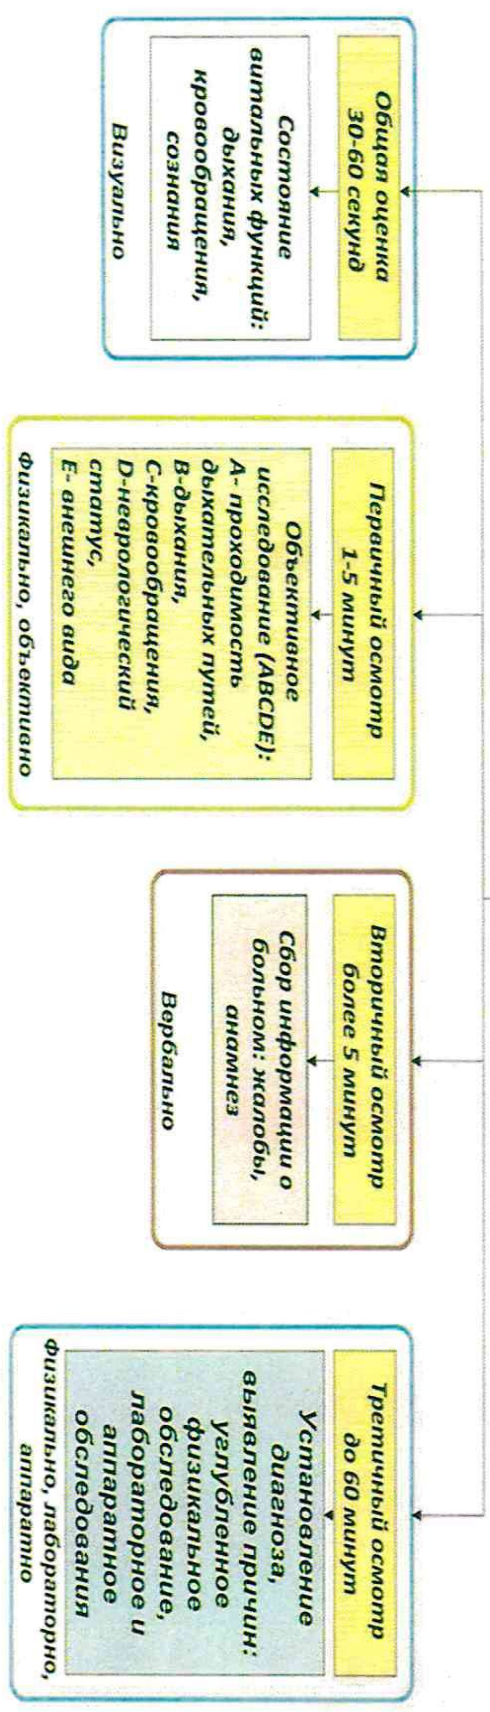 Общая оценка
30-60 секунд
Состояние
витальных функций:
дыхания,
кровообращения,
сознания
Визуально
Первичный осмотр
1-5 минут
Объективное
исследование (ABCDE):
А- проходимость
дыхательных путей,
В-дыхания,
С-кровообращения,
D-неврологический
статус,
Е- внешнего вида
Физикально, объективно
Вторичный осмотр
более 5 минут
Сбор информации о
больном: жалобы,
анамнез
Вербально
Третичный осмотр
до 60 минут
Установление
диагноза,
выявление причин:
углубленное
физикальное
обследование,
лабораторное и
аппаратное
обследования
Физикально, лабораторно,
аппаратно